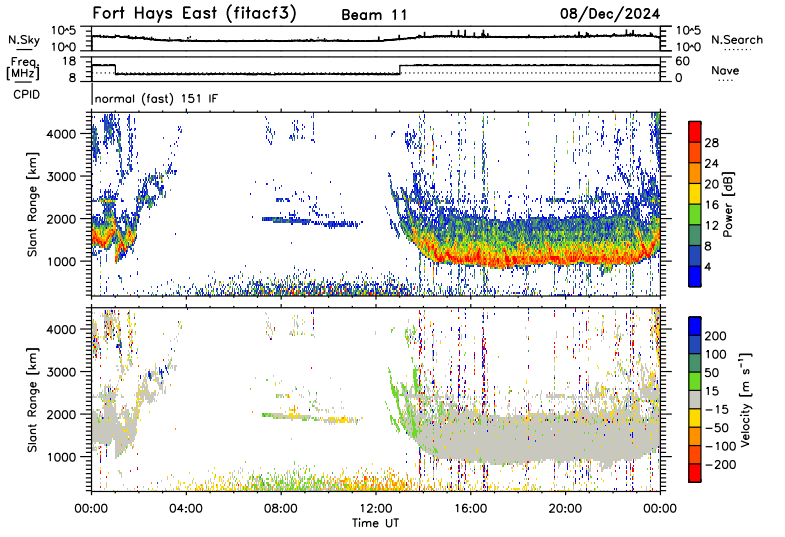 Fort Hays East (fitacf3) Beam 11 08/Dec/2024
N.Sky 10^5 10^0 10^5 10^0 N.Search
Freq. [MHz] 18 8 60 0 Nave
CPID normal (fast) 151 IF
Slant Range [km] 4000 3000 2000 1000
Power [dB] 28 24 20 16 12 8 4
Slant Range [km] 4000 3000 2000 1000
Velocity [m s⁻¹] 200 100 50 15 −15 −50 −100 −200
00:00 04:00 08:00 12:00 16:00 20:00 00:00
Time UT